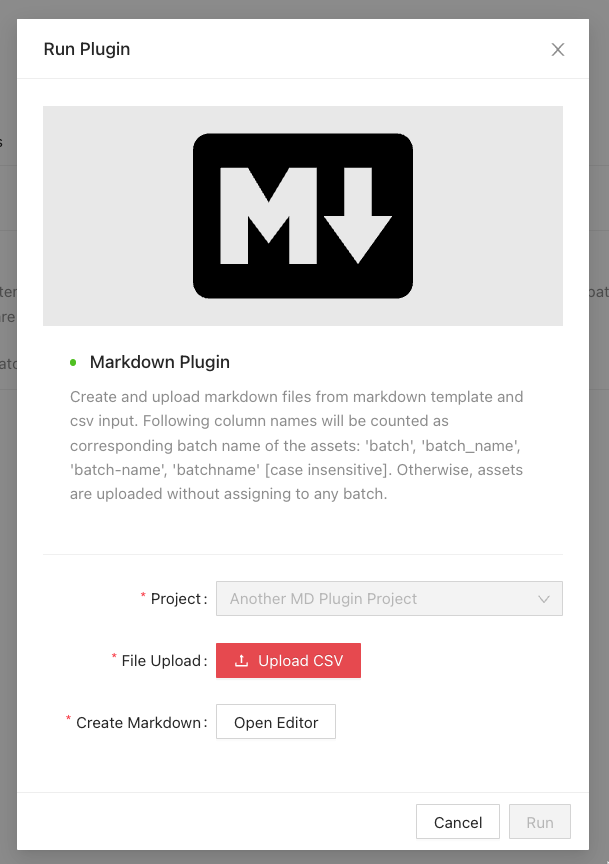 Run Plugin
M
Markdown Plugin
Create and upload markdown files from markdown template and
csv input. Following column names will be counted as
corresponding batch name of the assets: 'batch', 'batch_name',
'batch-name', 'batchname' [case insensitive]. Otherwise, assets
are uploaded without assigning to any batch.
* Project: Another MD Plugin Project
* File Upload: Upload CSV
* Create Markdown: Open Editor
Cancel Run